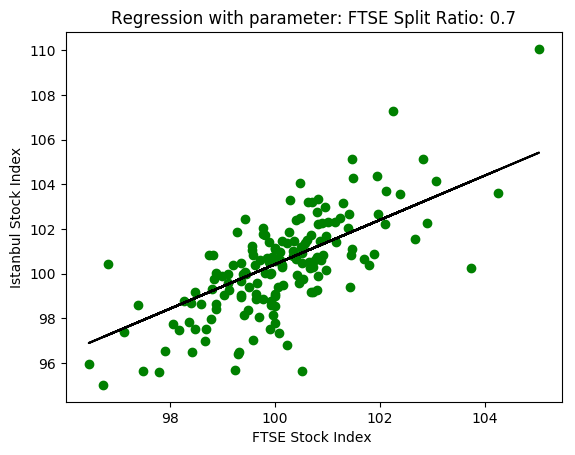 Regression with parameter: FTSE Split Ratio: 0.7
110
108
106
104
102
100
98
96
Istanbul Stock Index
98 100 102 104
FTSE Stock Index